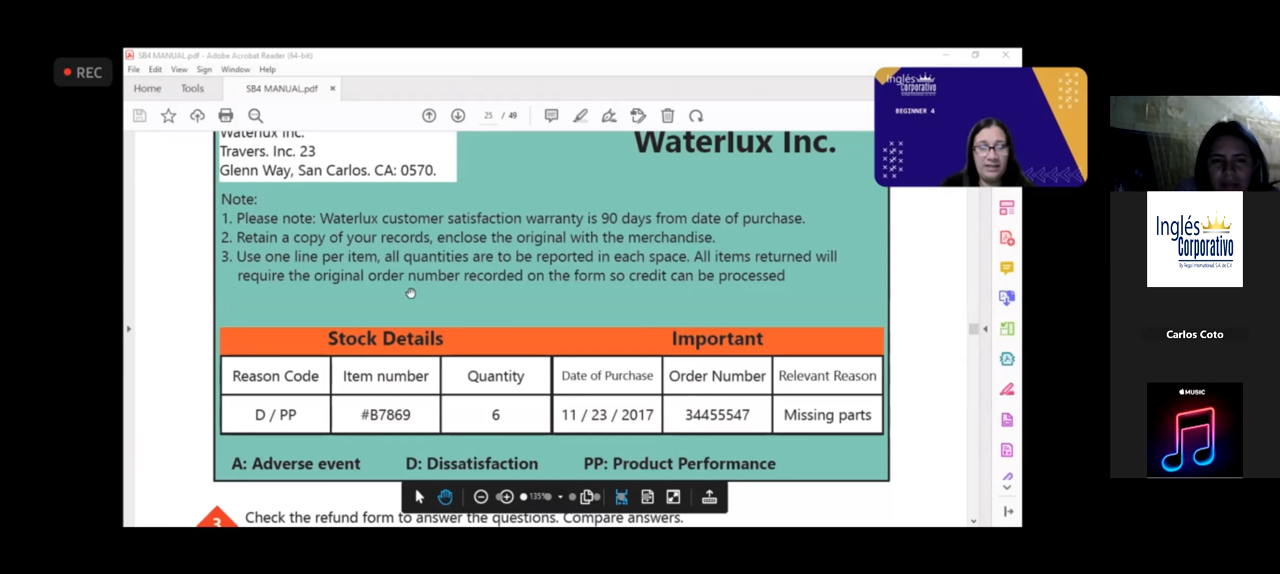 REC
SB4 MANUAL.pdf - Adobe Acrobat Reader (64-bit)
File Edit View Sign Window Help
Home Tools SB4 MANUAL.pdf
25 / 49
Inglés Corporativo
BEGINNER 4
Waterlux Inc.
Travers. Inc. 23
Glenn Way, San Carlos. CA: 0570.
Waterlux Inc.
Note:
1. Please note: Waterlux customer satisfaction warranty is 90 days from date of purchase.
2. Retain a copy of your records, enclose the original with the merchandise.
3. Use one line per item, all quantities are to be reported in each space. All items returned will
require the original order number recorded on the form so credit can be processed
Stock Details Important
Reason Code Item number Quantity Date of Purchase Order Number Relevant Reason
D / PP #B7869 6 11 / 23 / 2017 34455547 Missing parts
A: Adverse event D: Dissatisfaction PP: Product Performance
135%
3 Check the refund form to answer the questions. Compare answers.
Inglés
Corporativo
Carlos Coto
MUSIC